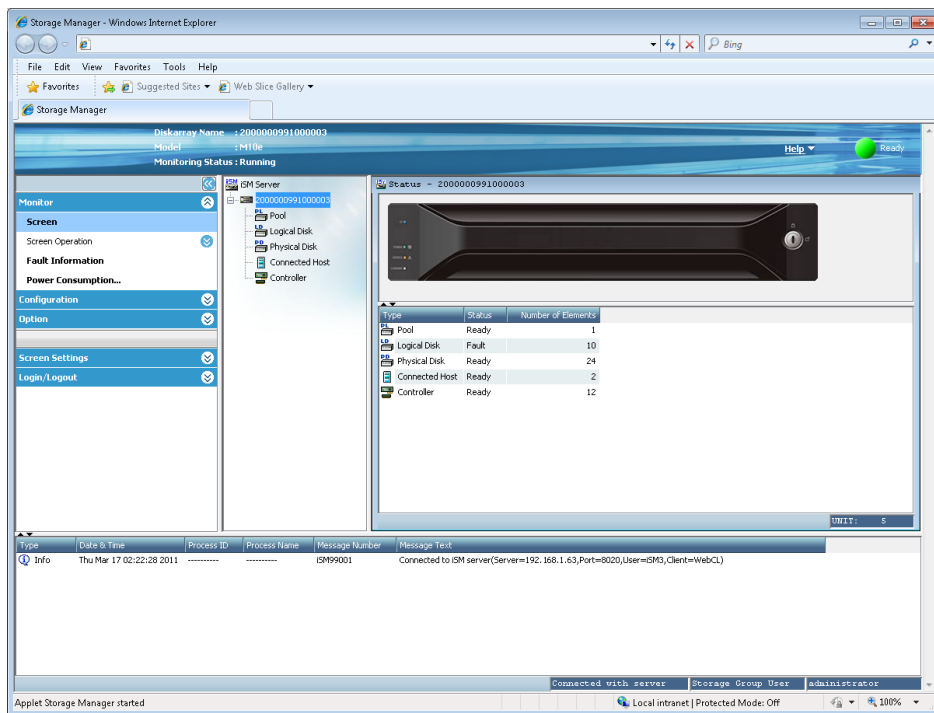 Storage Manager - Windows Internet Explorer
Bing
File Edit View Favorites Tools Help
Favorites Suggested Sites Web Slice Gallery
Storage Manager
Diskarray Name : 2000000991000003
Model : M10e
Monitoring Status : Running
Help
Ready
Monitor
Screen
Screen Operation
Fault Information
Power Consumption...
Configuration
Option
Screen Settings
Login/Logout
iSM Server
2000000991000003
Pool
Logical Disk
Physical Disk
Connected Host
Controller
Status - 2000000991000003
Type Status Number of Elements
Pool Ready 1
Logical Disk Fault 10
Physical Disk Ready 24
Connected Host Ready 2
Controller Ready 12
UNIT: 5
Type Date & Time Process ID Process Name Message Number Message Text
Info Thu Mar 17 02:22:28 2011 ---------- ---------- iSM99001 Connected to iSM server(Server=192.168.1.63,Port=8020,User=iSM3,Client=WebCL)
Connected with server Storage Group User administrator
Applet Storage Manager started Local intranet | Protected Mode: Off 100%